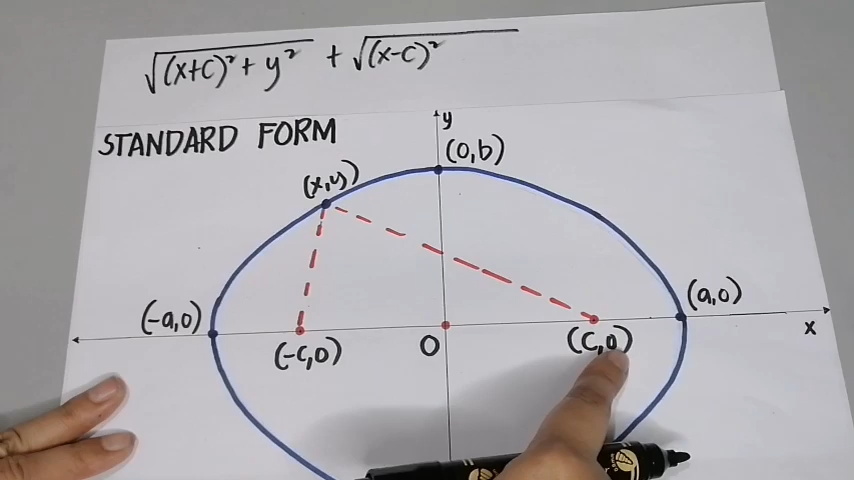 √(x+c)² + y² + √(x-c)²
STANDARD FORM
y
(0,b)
(x,y)
(-a,0)
(a,0)
(-c,0)
O
(c,0)
x